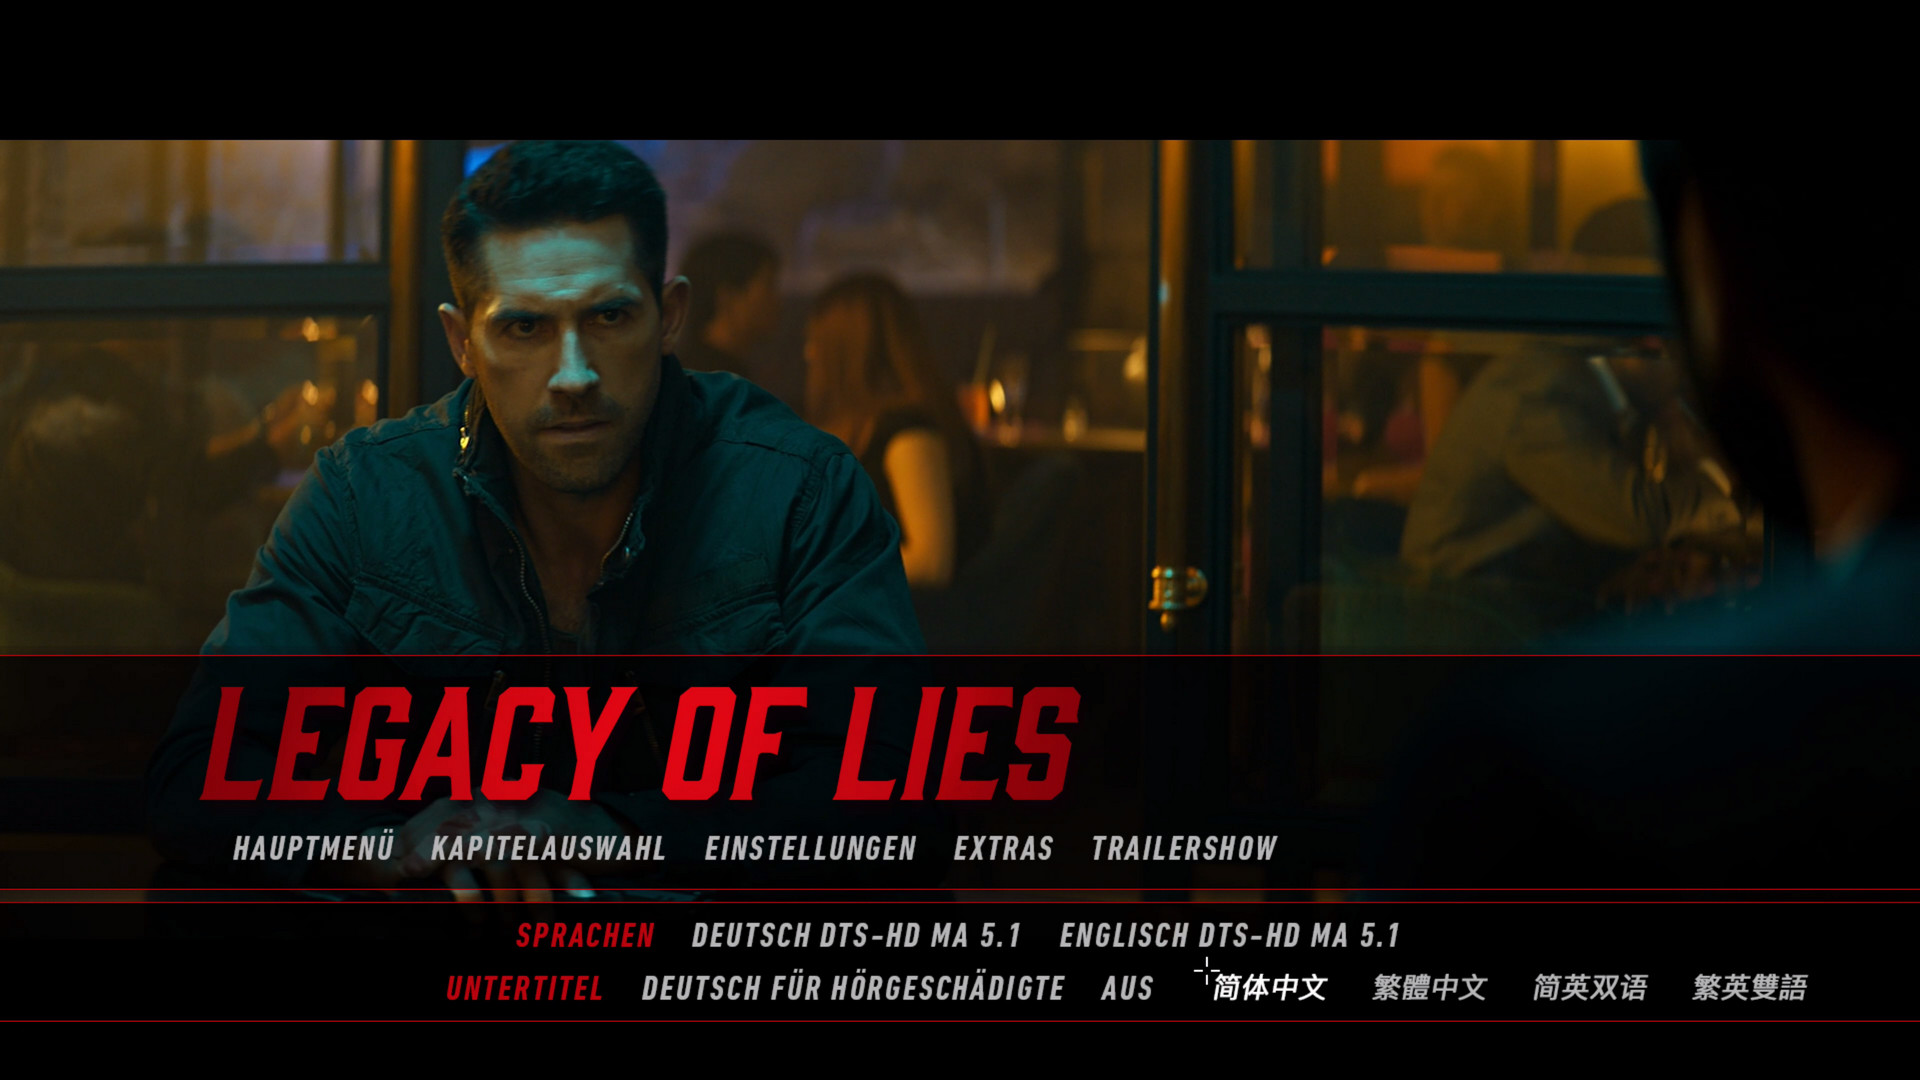 LEGACY OF LIES
HAUPTMENÜ KAPITELAUSWAHL EINSTELLUNGEN EXTRAS TRAILERSHOW
SPRACHEN DEUTSCH DTS-HD MA 5.1 ENGLISCH DTS-HD MA 5.1
UNTERTITEL DEUTSCH FÜR HÖRGESCHÄDIGTE AUS 简体中文 繁體中文 简英双语 繁英雙語